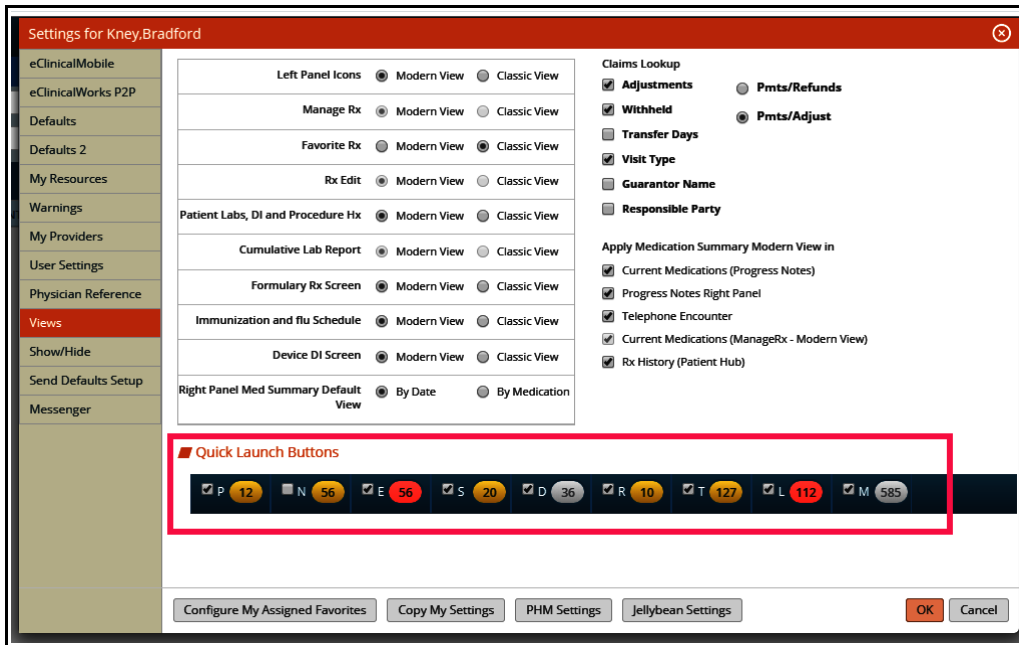 Settings for Kney,Bradford
eClinicalMobile
eClinicalWorks P2P
Defaults
Defaults 2
My Resources
Warnings
My Providers
User Settings
Physician Reference
Views
Show/Hide
Send Defaults Setup
Messenger
Left Panel Icons Modern View Classic View
Manage Rx Modern View Classic View
Favorite Rx Modern View Classic View
Rx Edit Modern View Classic View
Patient Labs, DI and Procedure Hx Modern View Classic View
Cumulative Lab Report Modern View Classic View
Formulary Rx Screen Modern View Classic View
Immunization and flu Schedule Modern View Classic View
Device DI Screen Modern View Classic View
Right Panel Med Summary Default By Date By Medication
View
Claims Lookup
Adjustments Pmts/Refunds
Withheld Pmts/Adjust
Transfer Days
Visit Type
Guarantor Name
Responsible Party
Apply Medication Summary Modern View in
Current Medications (Progress Notes)
Progress Notes Right Panel
Telephone Encounter
Current Medications (ManageRx - Modern View)
Rx History (Patient Hub)
Quick Launch Buttons
P 12 N 56 E 56 S 20 D 36 R 10 T 127 L 112 M 585
Configure My Assigned Favorites Copy My Settings PHM Settings Jellybean Settings OK Cancel